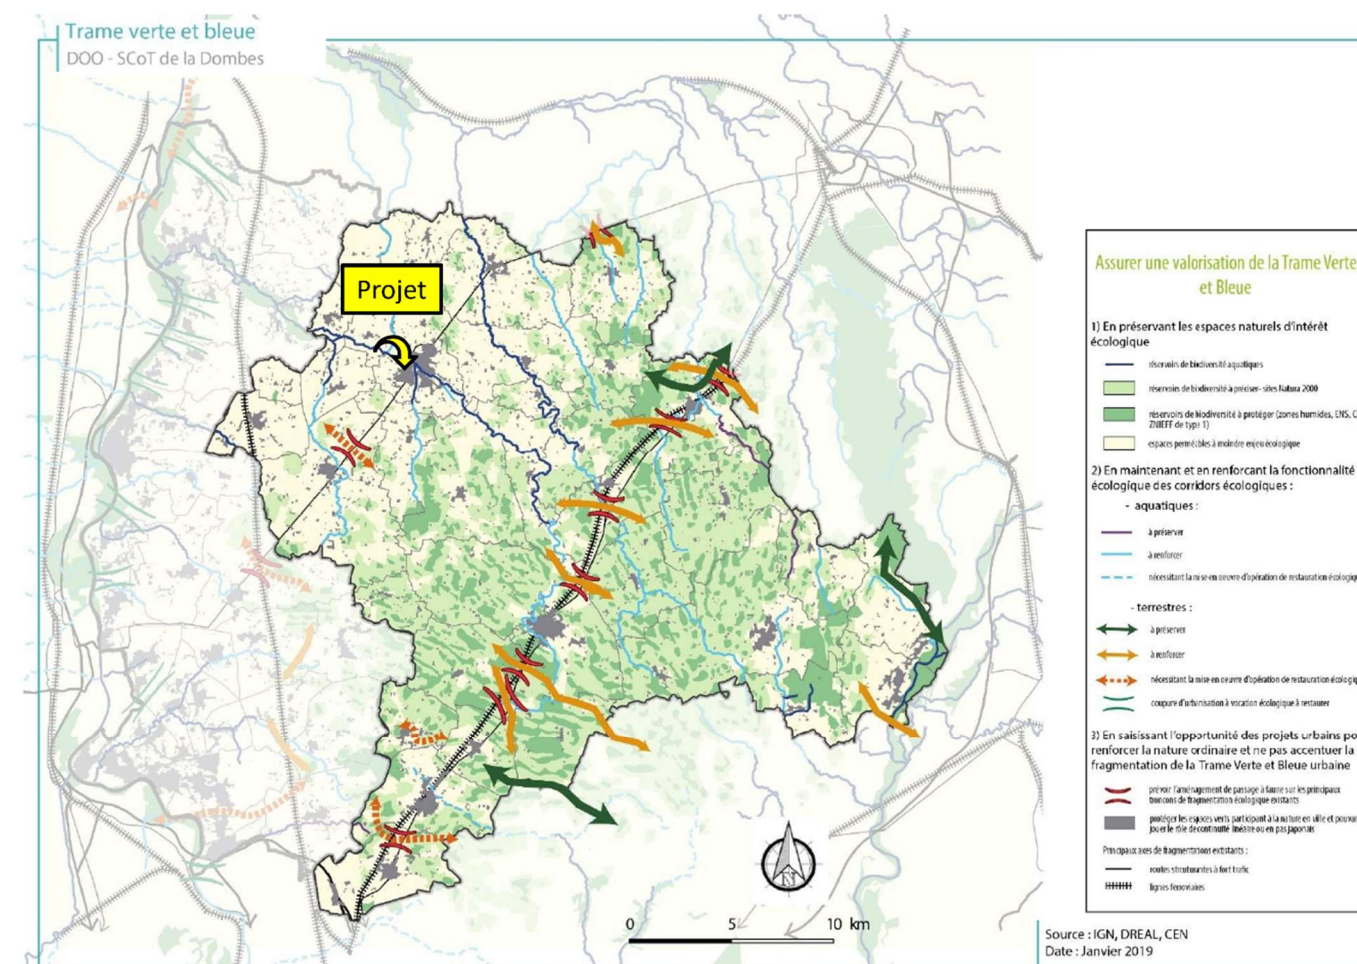 Trame verte et bleue
DOO - SCoT de la Dombes
Projet
Assurer une valorisation de la Trame Verte
et Bleue
1) En préservant les espaces naturels d'intérêt
écologique
réservoirs de biodiversité aquatiques
réservoirs de biodiversité à préciser- sites Natura 2000
réservoirs de biodiversité à protéger (zones humides, ENS, C
ZNIEFF de type 1)
espaces perméables à moindre enjeu écologique
2) En maintenant et en renforcant la fonctionnalité
écologique des corridors écologiques :
- aquatiques :
à préserver
à renforcer
nécessitant la mise en oeuvre d'opération de restauration écologiqu
- terrestres :
à préserver
à renforcer
nécessitant la mise en oeuvre d'opération de restauration écologiq
coupure d'urbanisation à vocation écologique à restaurer
3) En saisissant l'opportunité des projets urbains po
renforcer la nature ordinaire et ne pas accentuer la
fragmentation de la Trame Verte et Bleue urbaine
prévoir l'aménagement de passage à faune sur les principaux
troncons de fragmentation écologique existants
protéger les espaces verts participant à la nature en ville et pouvan
jouer le rôle de continuité linéaire ou en pas japonais
Principaux axes de fragmentations existants :
routes structurantes à fort trafic
lignes ferroviaires
N
0 5 10 km
Source : IGN, DREAL, CEN
Date : Janvier 2019